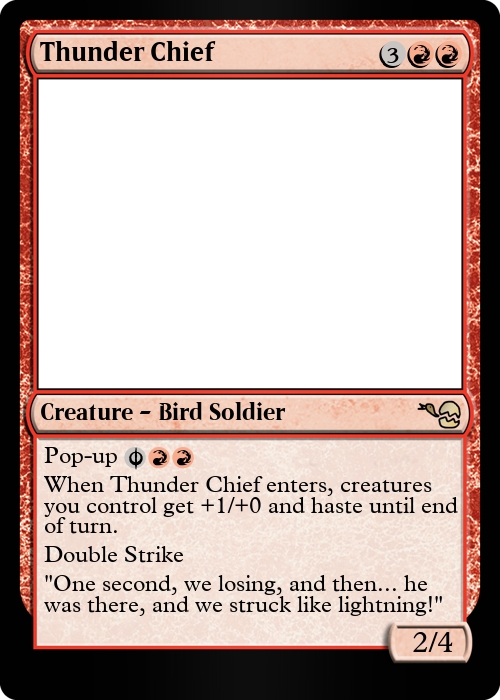 Thunder Chief 3
Creature – Bird Soldier
Pop-up
When Thunder Chief enters, creatures
you control get +1/+0 and haste until end
of turn.
Double Strike
"One second, we losing, and then... he
was there, and we struck like lightning!"
2/4